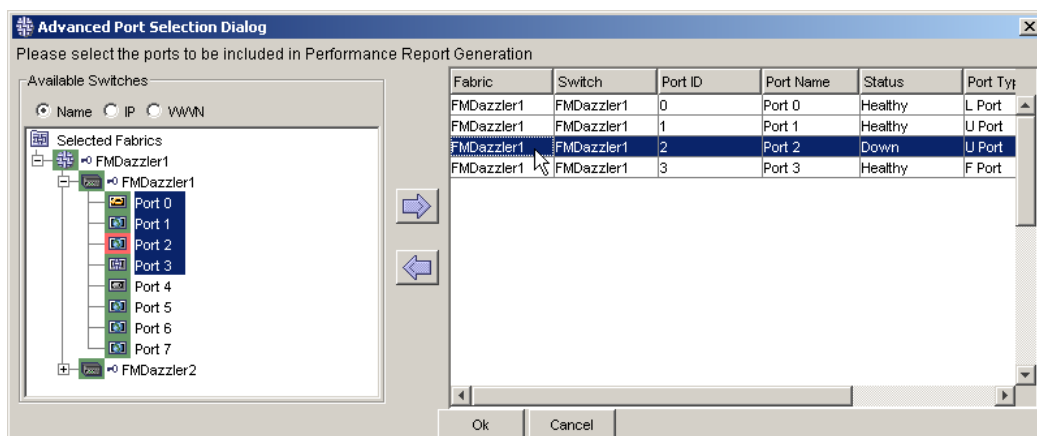 Advanced Port Selection Dialog
Please select the ports to be included in Performance Report Generation
Available Switches
Name IP WWN
Selected Fabrics
FMDazzler1
FMDazzler1
Port 0
Port 1
Port 2
Port 3
Port 4
Port 5
Port 6
Port 7
FMDazzler2
Fabric Switch Port ID Port Name Status Port Typ
FMDazzler1 FMDazzler1 0 Port 0 Healthy L Port
FMDazzler1 FMDazzler1 1 Port 1 Healthy U Port
FMDazzler1 FMDazzler1 2 Port 2 Down U Port
FMDazzler1 FMDazzler1 3 Port 3 Healthy F Port
Ok Cancel